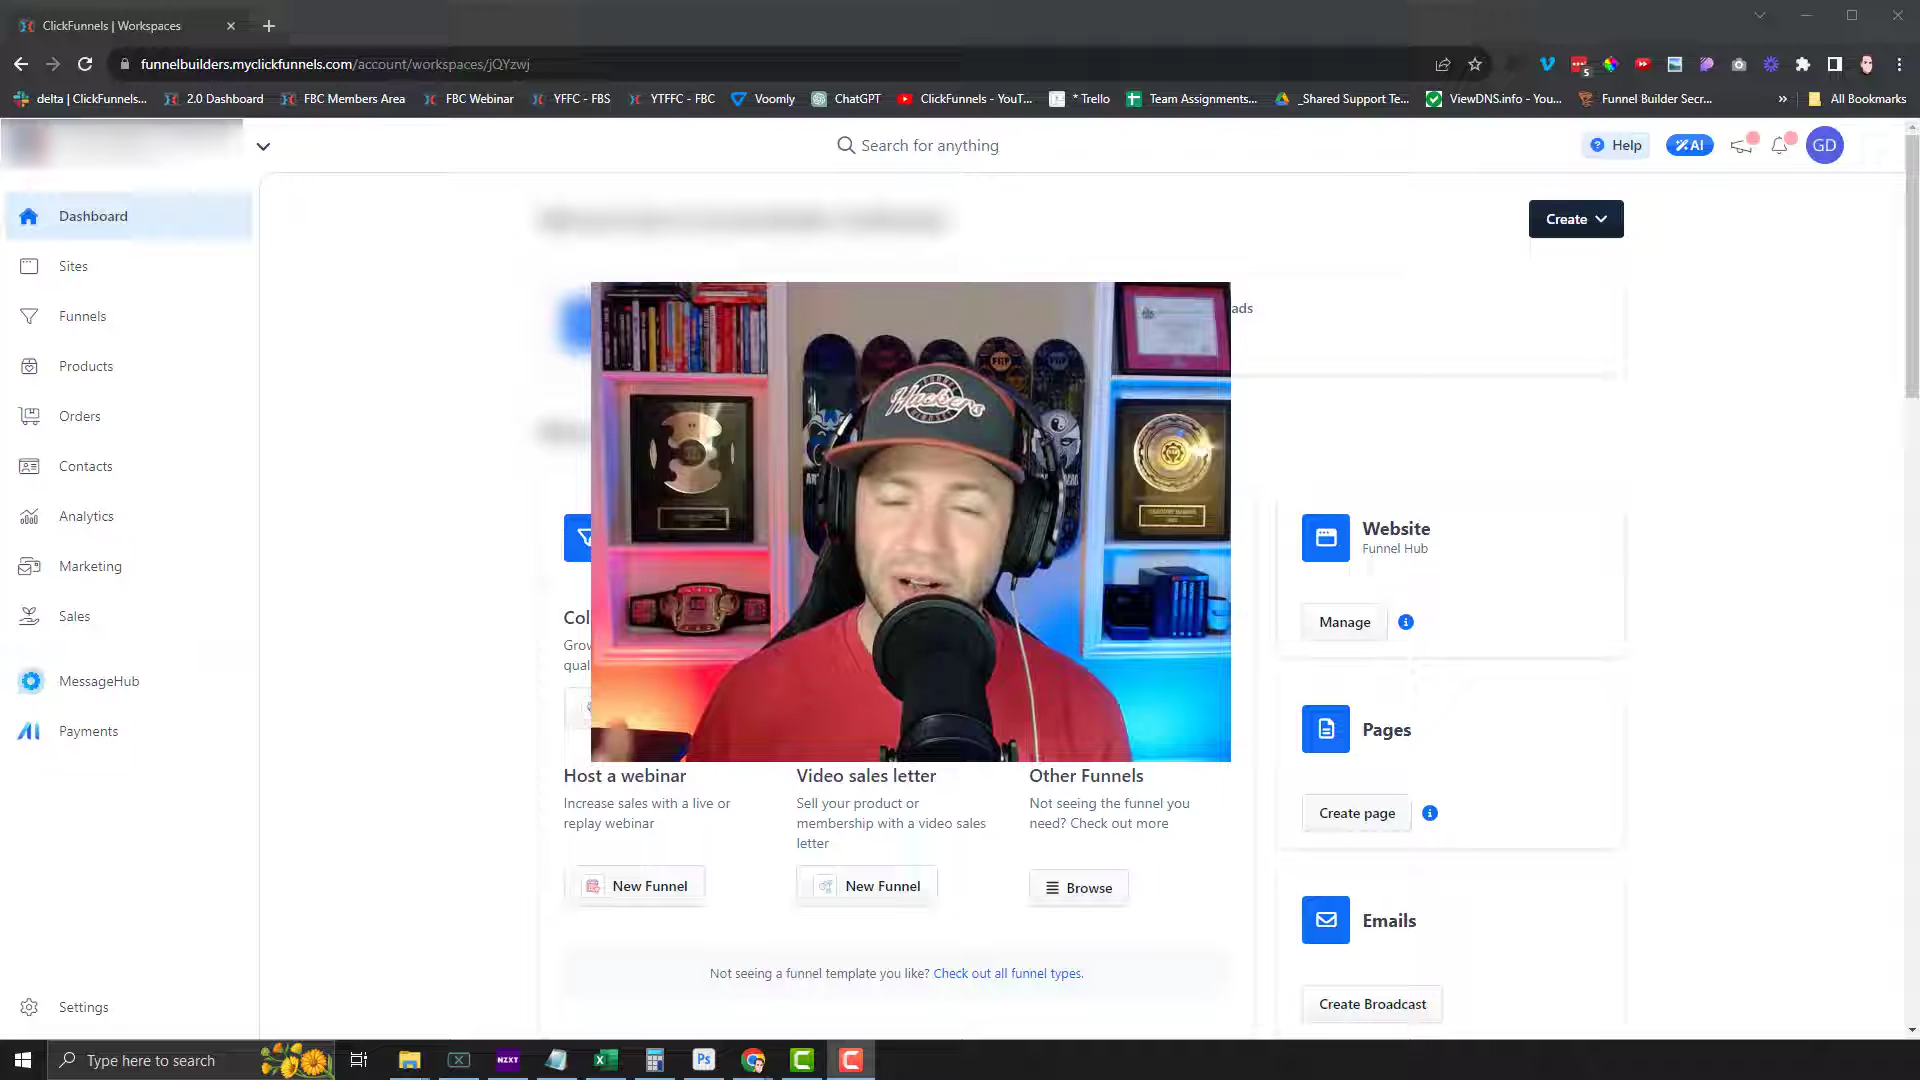 ClickFunnels | Workspaces
funnelbuilders.myclickfunnels.com/account/workspaces/jQYzwj
5
delta | ClickFunnels...
2.0 Dashboard
FBC Members Area
FBC Webinar
YFFC - FBS
YTFFC - FBC
Voomly
ChatGPT
ClickFunnels - YouT...
* Trello
Team Assignments...
_Shared Support Te...
ViewDNS.info - You...
Funnel Builder Secr...
»
All Bookmarks
Search for anything
Help
AI
GD
Dashboard
Sites
Funnels
Products
Orders
Contacts
Analytics
Marketing
Sales
MessageHub
Payments
Settings
Create
ads
FUNNEL
Hackers
Col
Grow
qual
Host a webinar
Increase sales with a live or
replay webinar
New Funnel
Video sales letter
Sell your product or
membership with a video sales
letter
New Funnel
Other Funnels
Not seeing the funnel you
need? Check out more
Browse
Not seeing a funnel template you like? Check out all funnel types.
Website
Funnel Hub
Manage
Pages
Create page
Emails
Create Broadcast
Type here to search
NZXT
Ps